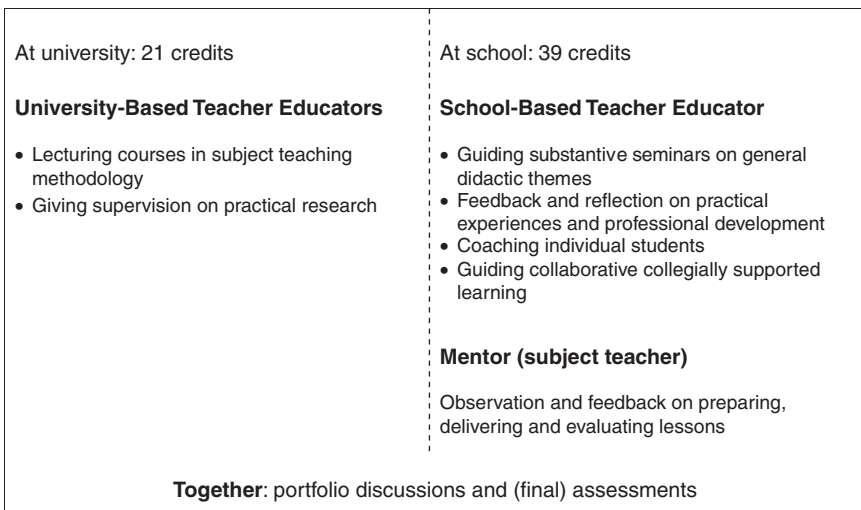 At university: 21 credits
University-Based Teacher Educators
• Lecturing courses in subject teaching
methodology
• Giving supervision on practical research
At school: 39 credits
School-Based Teacher Educator
• Guiding substantive seminars on general
didactic themes
• Feedback and reflection on practical
experiences and professional development
• Coaching individual students
• Guiding collaborative collegially supported
learning
Mentor (subject teacher)
Observation and feedback on preparing,
delivering and evaluating lessons
Together: portfolio discussions and (final) assessments